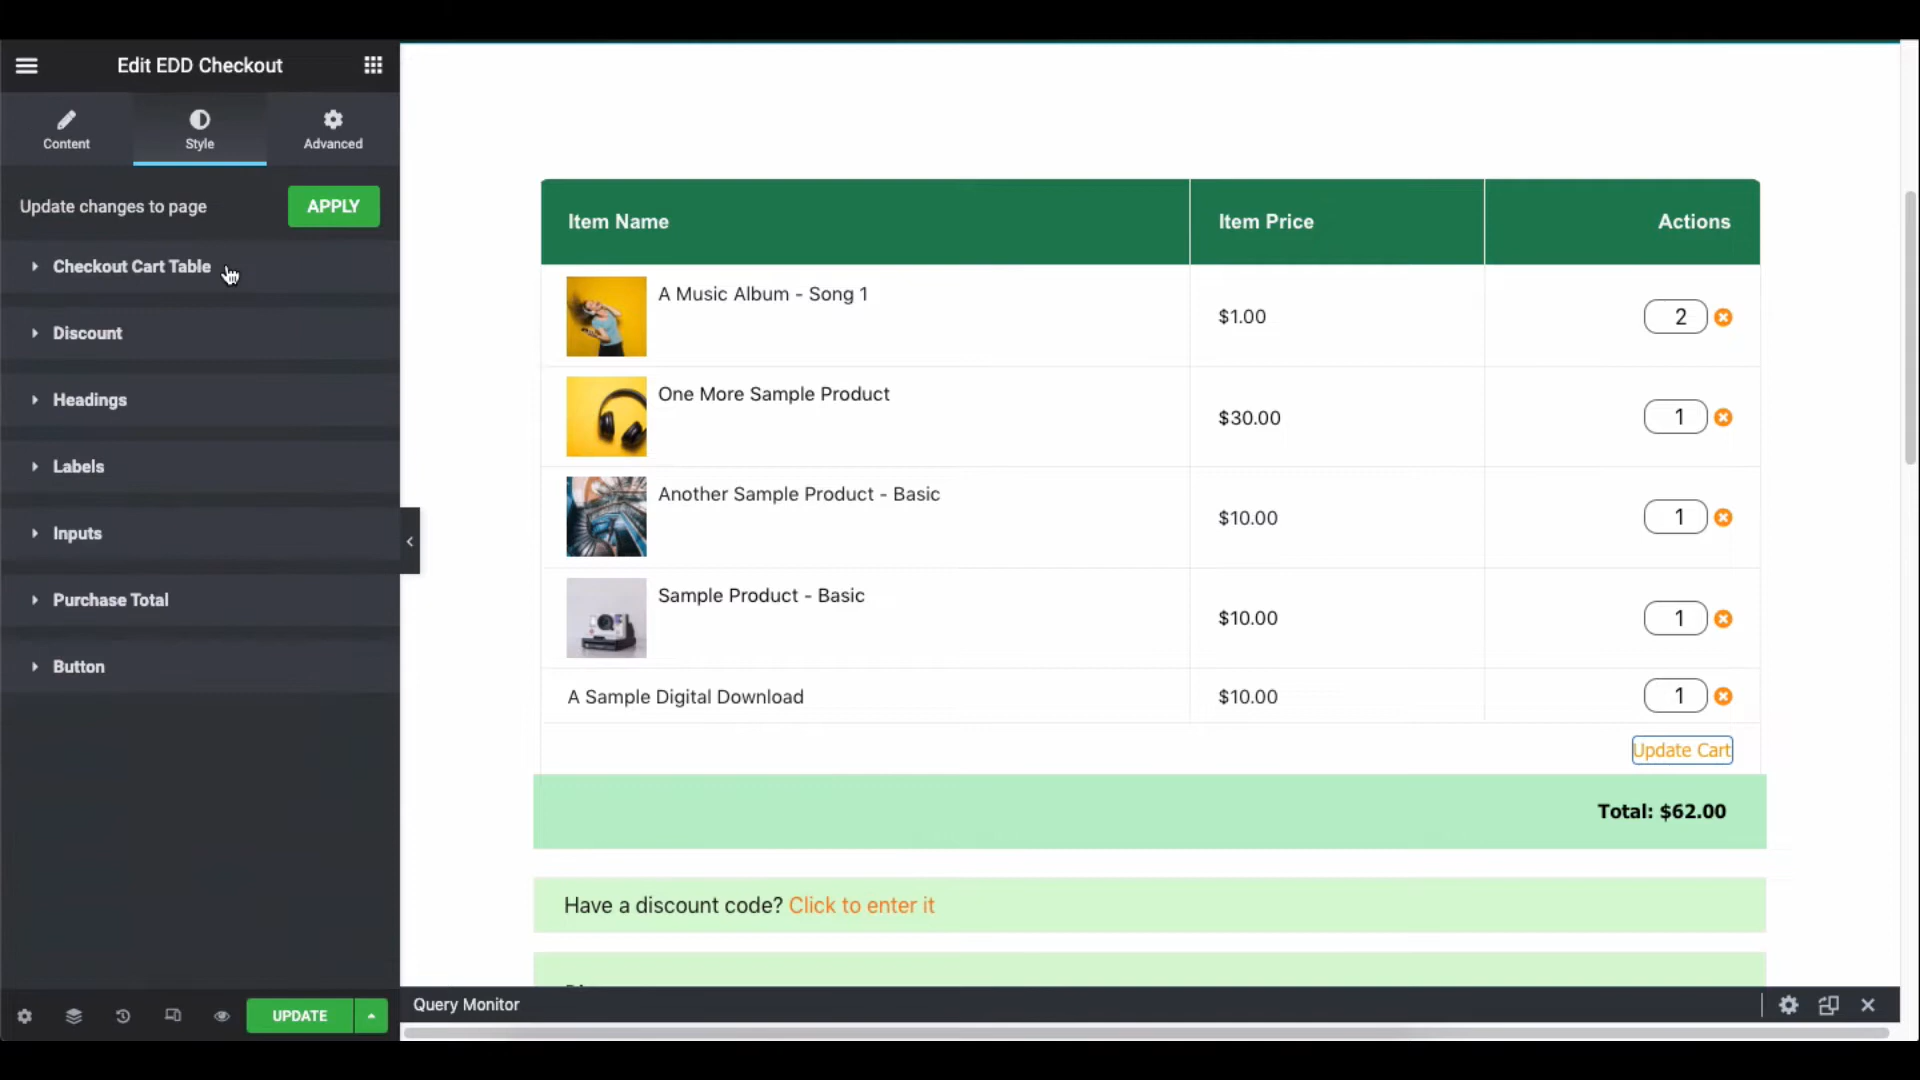 Edit EDD Checkout
Content
Style
Advanced
Update changes to page
APPLY
Checkout Cart Table
Discount
Headings
Labels
Inputs
Purchase Total
Button
UPDATE
Item Name
Item Price
Actions
A Music Album - Song 1
$1.00
2
One More Sample Product
$30.00
1
Another Sample Product - Basic
$10.00
1
Sample Product - Basic
$10.00
1
A Sample Digital Download
$10.00
1
Update Cart
Total: $62.00
Have a discount code? Click to enter it
Query Monitor